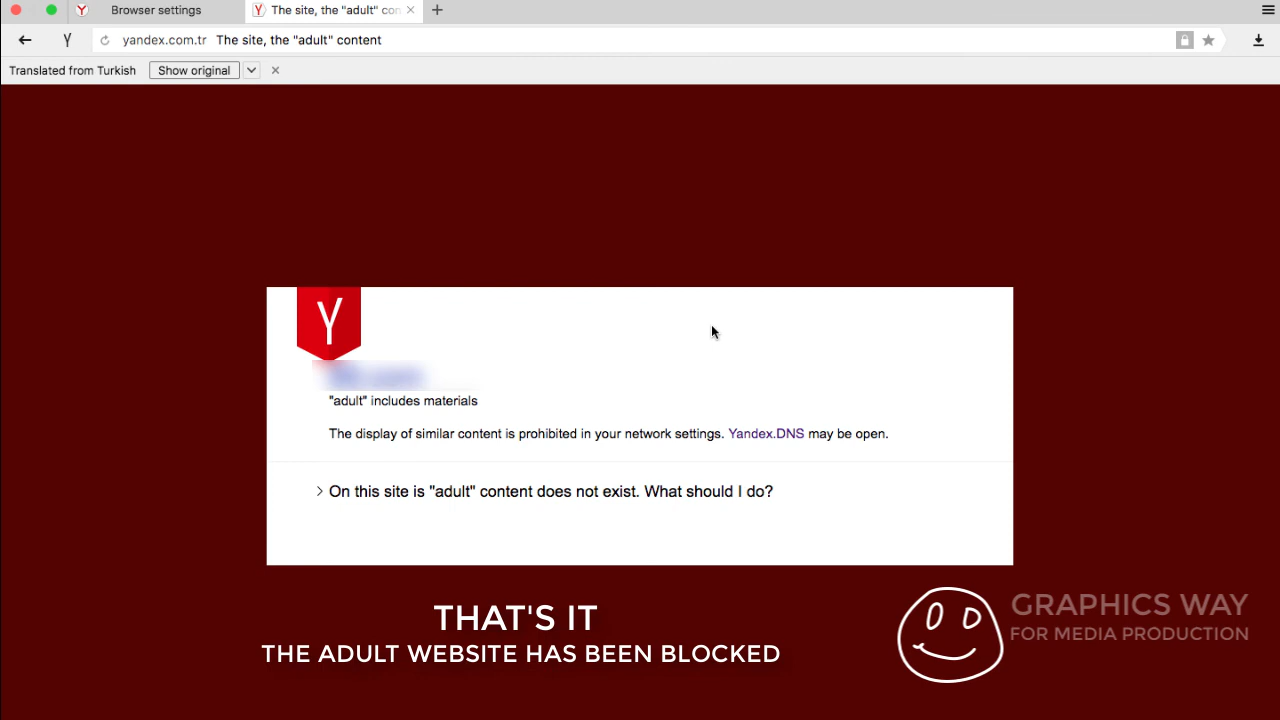 Browser settings
The site, the "adult" con
yandex.com.tr The site, the "adult" content
Translated from Turkish Show original
Y
"adult" includes materials
The display of similar content is prohibited in your network settings. Yandex.DNS may be open.
On this site is "adult" content does not exist. What should I do?
THAT'S IT
THE ADULT WEBSITE HAS BEEN BLOCKED
GRAPHICS WAY
FOR MEDIA PRODUCTION